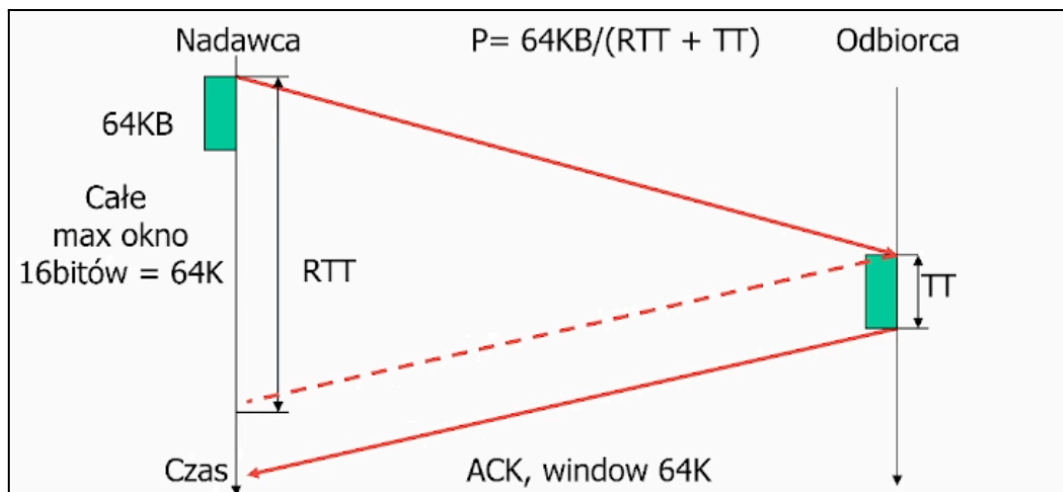 Nadawca
P= 64KB/(RTT + TT)
Odbiorca
64KB
Całe
max okno
16bitów = 64K
RTT
TT
Czas
ACK, window 64K